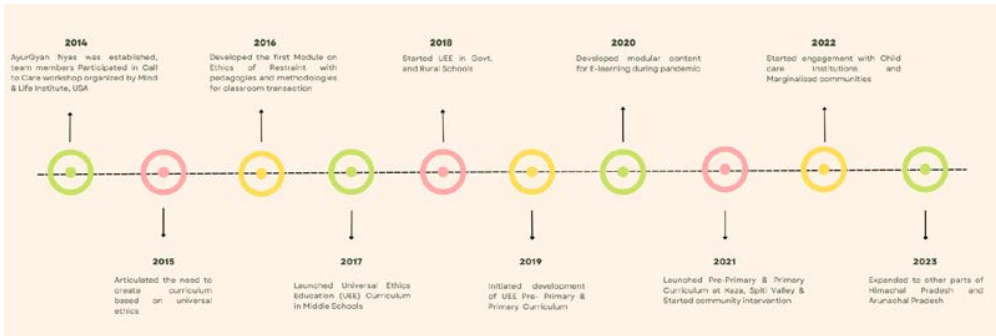 2014
AyurGyan Nyas was established,
team members Participated in Call
to Care workshop organized by Mind
& Life Institute, USA
2016
Developed the first Module on
Ethics of Restraint with
pedagogies and methodologies
for classroom transaction
2018
Started UEE in Govt.
and Rural Schools
2020
Developed modular content
for E-learning during pandemic
2022
Started engagement with Child
care Institutions and
Marginalised communities
2015
Articulated the need to
create curriculum
based on universal
ethics
2017
Launched Universal Ethics
Education (UEE) Curriculum
in Middle Schools
2019
Initiated development
of UEE Pre- Primary &
Primary Curriculum
2021
Launched Pre-Primary & Primary
Curriculum at Kaza, Spiti Valley &
Started community intervention
2023
Expanded to other parts of
Himachal Pradesh and
Arunachal Pradesh